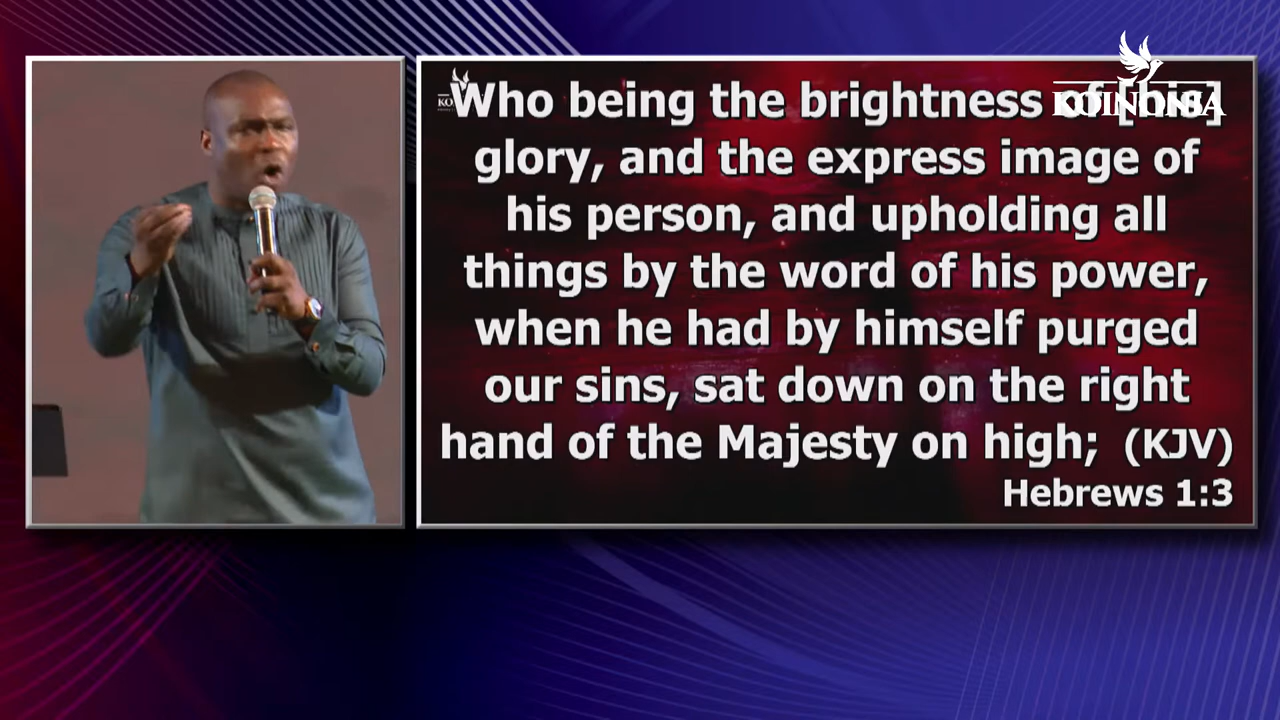 Who being the brightness of [his]
glory, and the express image of
his person, and upholding all
things by the word of his power,
when he had by himself purged
our sins, sat down on the right
hand of the Majesty on high; (KJV)
Hebrews 1:3
KOINONIA